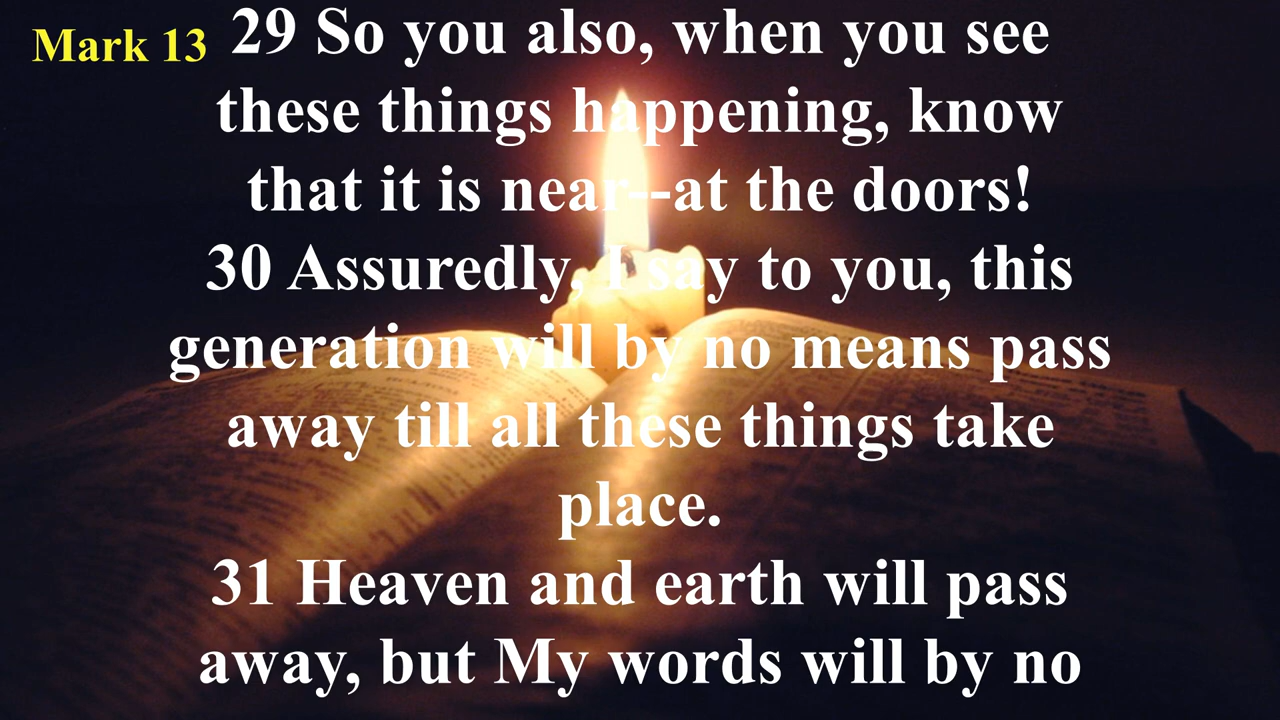 Mark 13
29 So you also, when you see
these things happening, know
that it is near--at the doors!
30 Assuredly, I say to you, this
generation will by no means pass
away till all these things take
place.
31 Heaven and earth will pass
away, but My words will by no